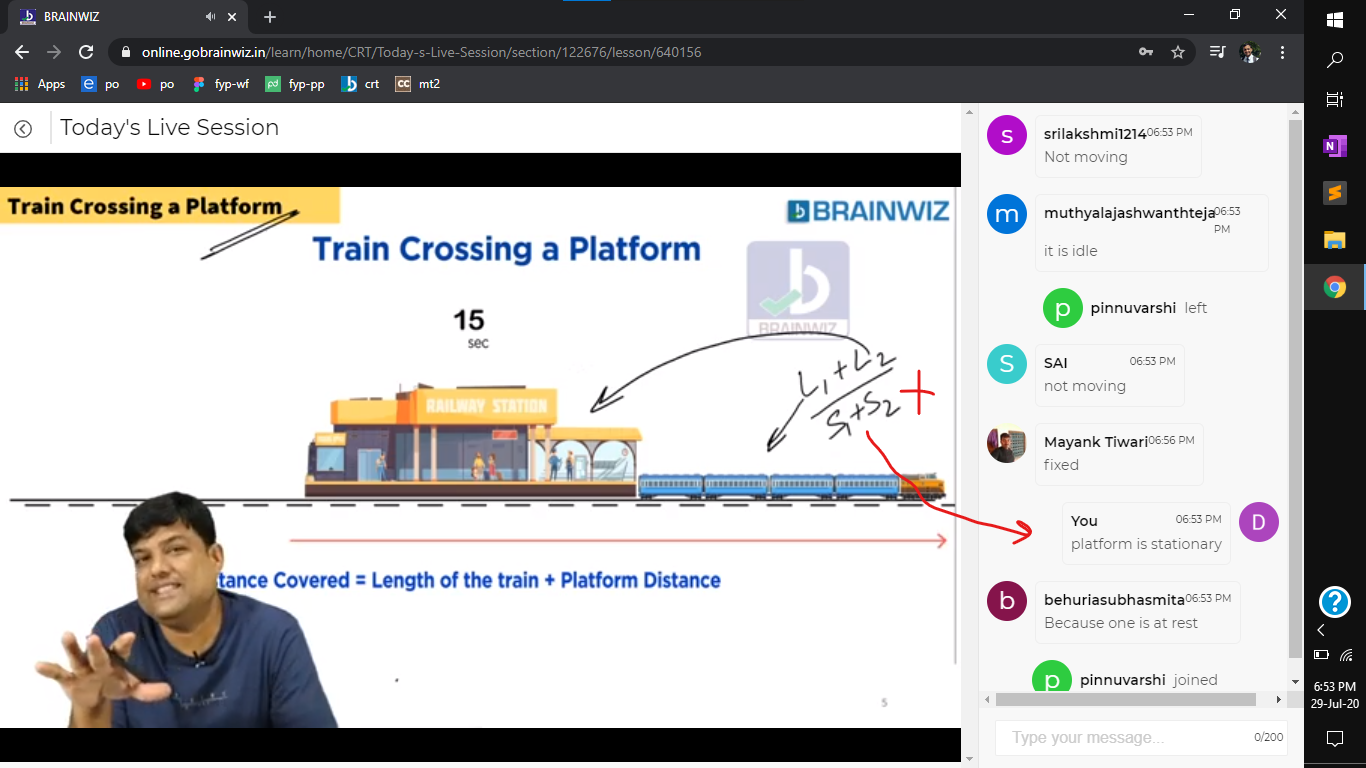 BRAINWIZ
online.gobrainwiz.in/learn/home/CRT/Today-s-Live-Session/section/122676/lesson/640156
Apps
po
po
fyp-wf
fyp-pp
crt
CC
mt2
Today's Live Session
Train Crossing a Platform
BRAINWIZ
Train Crossing a Platform
BRAINWIZ
15
sec
L1+L2
S1+S2
+
RAILWAY STATION
tance Covered = Length of the train + Platform Distance
5
s
srilakshmi1214 06:53 PM
Not moving
m
muthyalajashwanthteja 06:53
PM
it is idle
p
pinnuvarshi left
S
SAI 06:53 PM
not moving
Mayank Tiwari 06:56 PM
fixed
You 06:53 PM
D
platform is stationary
b
behuriasubhasmita 06:53 PM
Because one is at rest
p
pinnuvarshi joined
Type your message... 0/200
N
?
6:53 PM
29-Jul-20